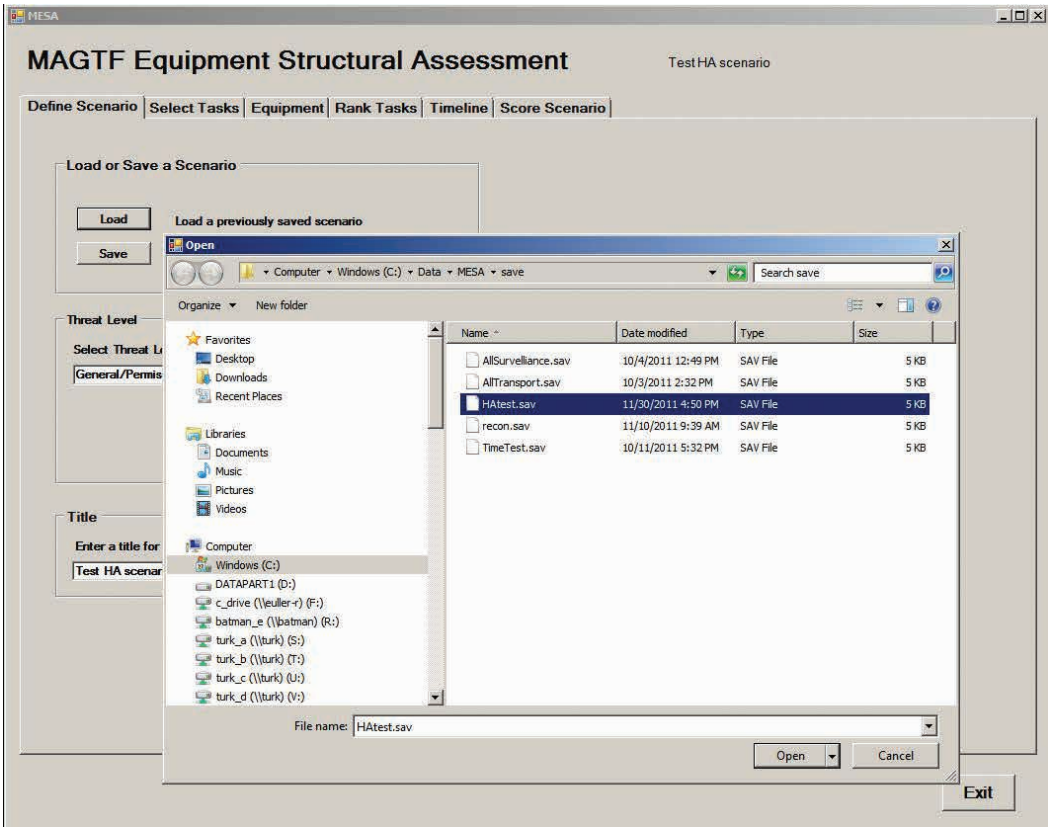 MESA
MAGTF Equipment Structural Assessment
Test HA scenario
Define Scenario Select Tasks Equipment Rank Tasks Timeline Score Scenario
Load or Save a Scenario
Load Load a previously saved scenario
Save
Threat Level
Select Threat Le
General/Permis
Title
Enter a title for
Test HA scenar
Open
Computer Windows (C:) Data MESA save
Search save
Organize New folder
Favorites
Desktop
Downloads
Recent Places
Libraries
Documents
Music
Pictures
Videos
Computer
Windows (C:)
DATAPART1 (D:)
c_drive (\\euller-r) (F:)
batman_e (\\batman) (R:)
turk_a (\\turk) (S:)
turk_b (\\turk) (T:)
turk_c (\\turk) (U:)
turk_d (\\turk) (V:)
Name Date modified Type Size
AllSurvelliance.sav 10/4/2011 12:49 PM SAV File 5 KB
AllTransport.sav 10/3/2011 2:32 PM SAV File 5 KB
HAtest.sav 11/30/2011 4:50 PM SAV File 5 KB
recon.sav 11/10/2011 9:39 AM SAV File 5 KB
TimeTest.sav 10/11/2011 5:32 PM SAV File 5 KB
File name: HAtest.sav
Open Cancel
Exit